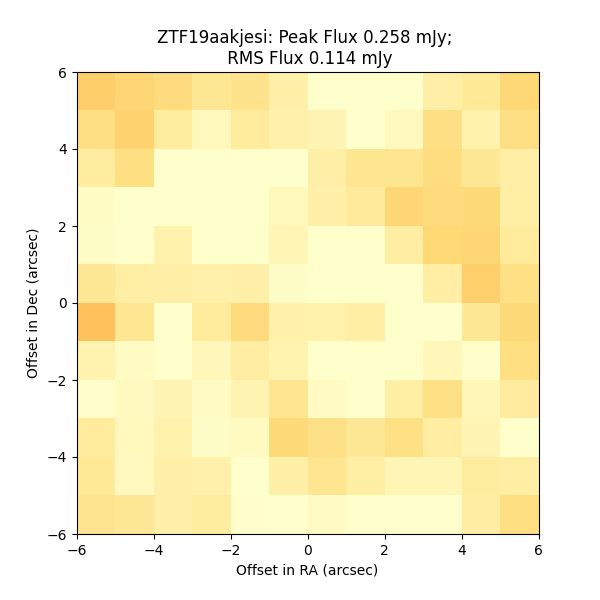 ZTF19aakjesi: Peak Flux 0.258 mJy;
RMS Flux 0.114 mJy
6
4
2
0
−2
−4
−6
Offset in Dec (arcsec)
−6 −4 −2 0 2 4 6
Offset in RA (arcsec)